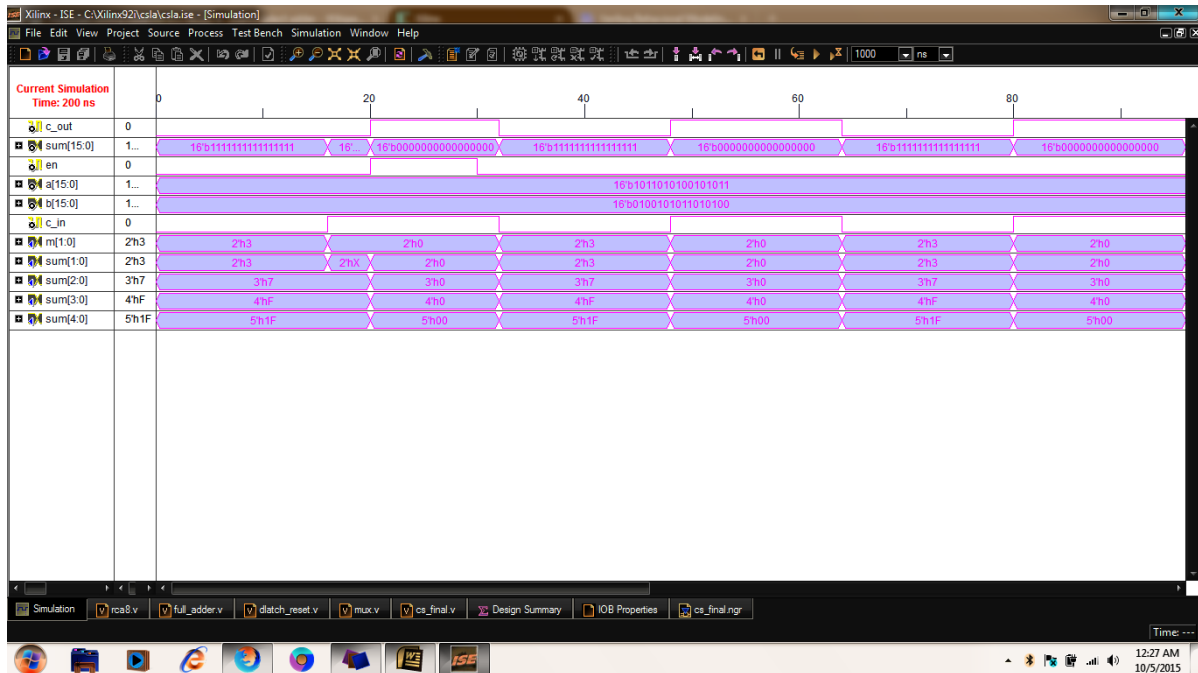 Xilinx - ISE - C:\Xilinx92i\csla\csla.ise - [Simulation]
File Edit View Project Source Process Test Bench Simulation Window Help
1000 ns
Current Simulation
Time: 200 ns
0 20 40 60 80
c_out 0
sum[15:0] 1... 16'b1111111111111111 16'... 16'b0000000000000000 16'b1111111111111111 16'b0000000000000000 16'b1111111111111111 16'b0000000000000000
en 0
a[15:0] 1... 16'b1011010100101011
b[15:0] 1... 16'b0100101011010100
c_in 0
m[1:0] 2'h3 2'h3 2'h0 2'h3 2'h0 2'h3 2'h0
sum[1:0] 2'h3 2'h3 2'hX 2'h0 2'h3 2'h0 2'h3 2'h0
sum[2:0] 3'h7 3'h7 3'h0 3'h7 3'h0 3'h7 3'h0
sum[3:0] 4'hF 4'hF 4'h0 4'hF 4'h0 4'hF 4'h0
sum[4:0] 5'h1F 5'h1F 5'h00 5'h1F 5'h00 5'h1F 5'h00
Simulation rca8.v full_adder.v dlatch_reset.v mux.v cs_final.v Design Summary IOB Properties cs_final.ngr
Time: ---
ISE
12:27 AM
10/5/2015